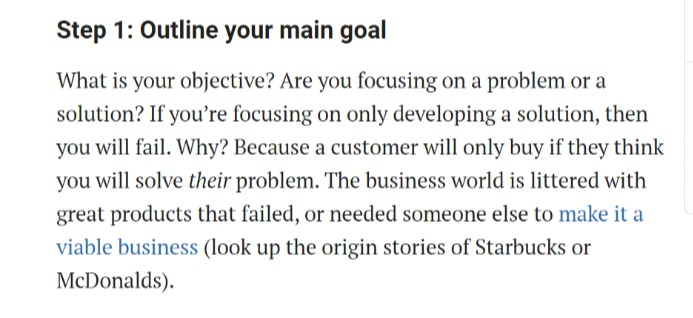 Step 1: Outline your main goal
What is your objective? Are you focusing on a problem or a
solution? If you’re focusing on only developing a solution, then
you will fail. Why? Because a customer will only buy if they think
you will solve their problem. The business world is littered with
great products that failed, or needed someone else to make it a
viable business (look up the origin stories of Starbucks or
McDonalds).